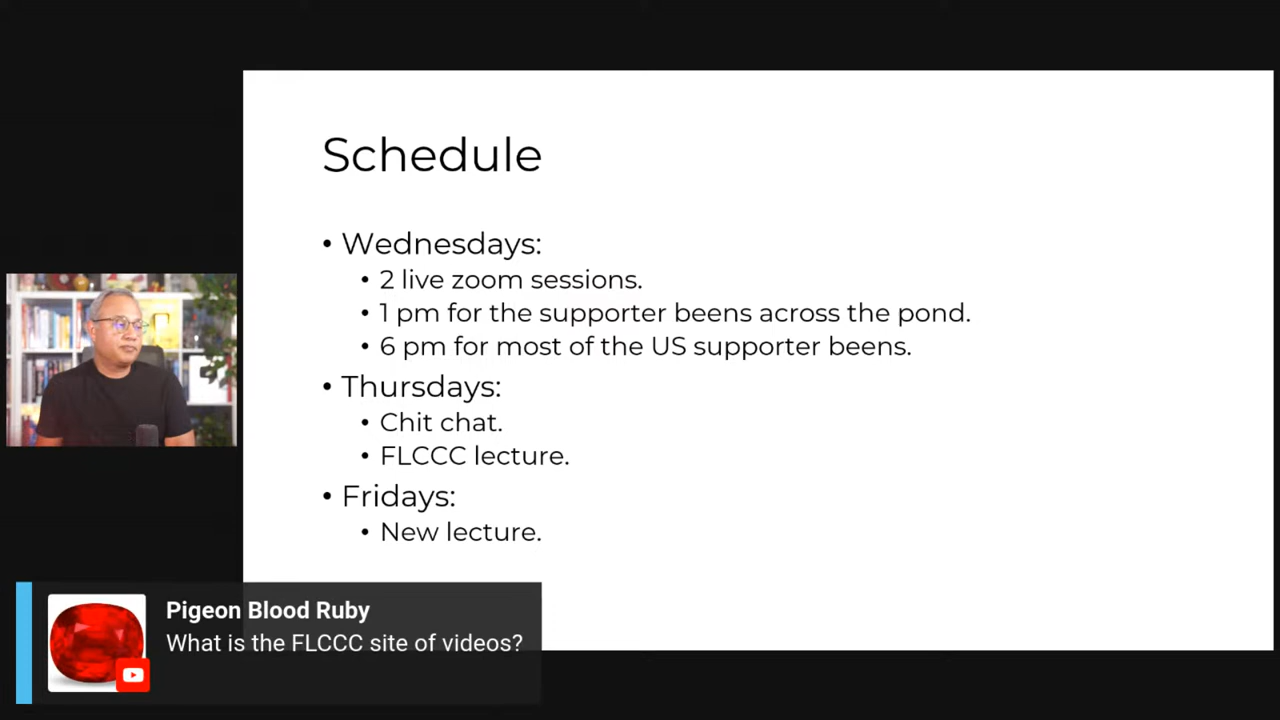 Schedule
• Wednesdays:
• 2 live zoom sessions.
• 1 pm for the supporter beens across the pond.
• 6 pm for most of the US supporter beens.
• Thursdays:
• Chit chat.
• FLCCC lecture.
• Fridays:
• New lecture.
Pigeon Blood Ruby
What is the FLCCC site of videos?